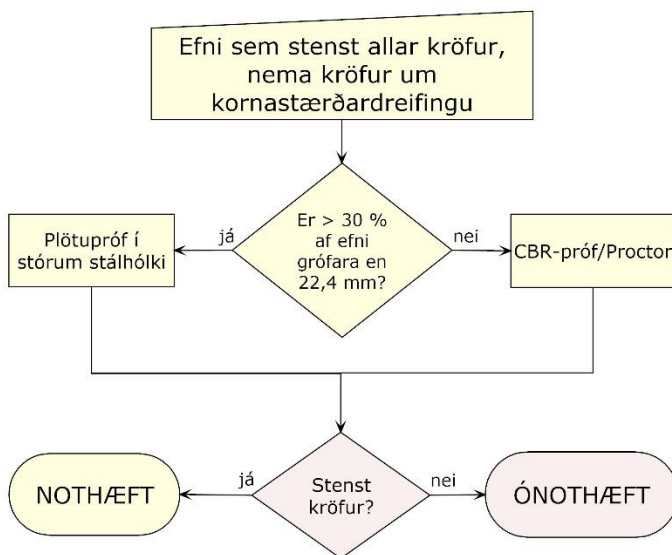 Efni sem stenst allar kröfur,
nema kröfur um
kornastærðardreifingu
Er > 30 %
af efni
grófara en
22,4 mm?
já
nei
Plötupróf í
stórum stálhólki
CBR-próf/Proctor
Stenst
kröfur?
já
nei
NOTHÆFT
ÓNOTHÆFT